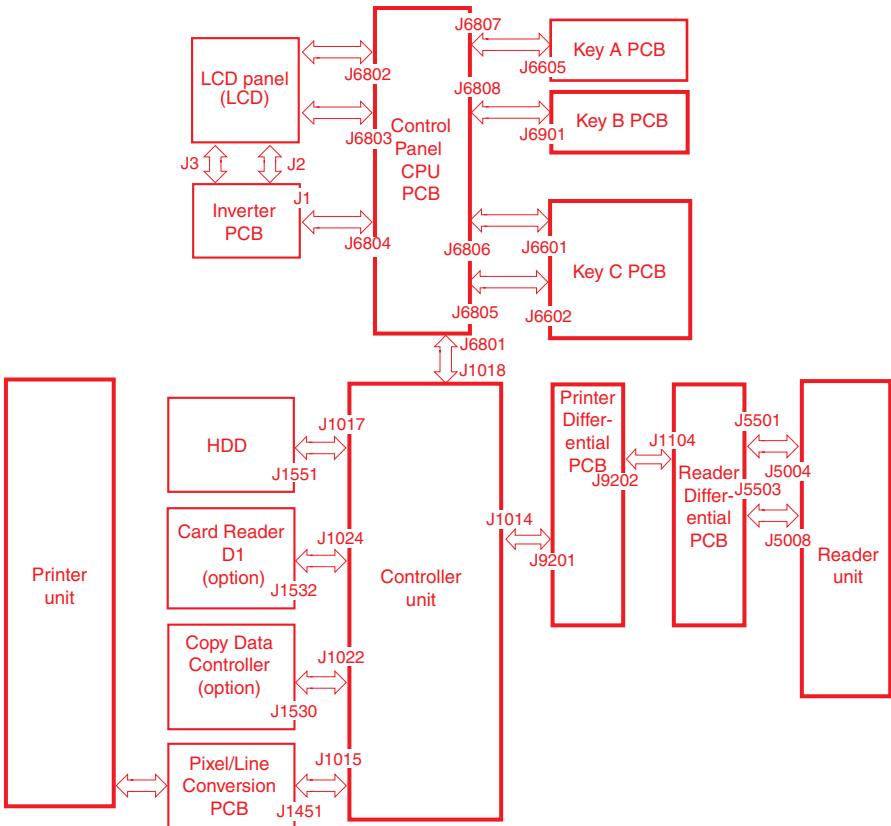 J6807
Key A PCB
J6605
J6802
LCD panel
(LCD)
J6808
Key B PCB
J6901
J6803
Control
Panel
CPU
PCB
J3
J2
J1
Inverter
PCB
J6804
J6806
J6601
Key C PCB
J6805
J6602
J6801
J1018
Printer
unit
HDD
J1017
J1551
Card Reader
D1
(option)
J1024
J1532
Copy Data
Controller
(option)
J1022
J1530
Pixel/Line
Conversion
PCB
J1015
J1451
Controller
unit
J1014
J9201
Printer
Differ-
ential
PCB
J9202
J1104
Reader
Differ-
ential
PCB
J5501
J5004
J5503
J5008
Reader
unit